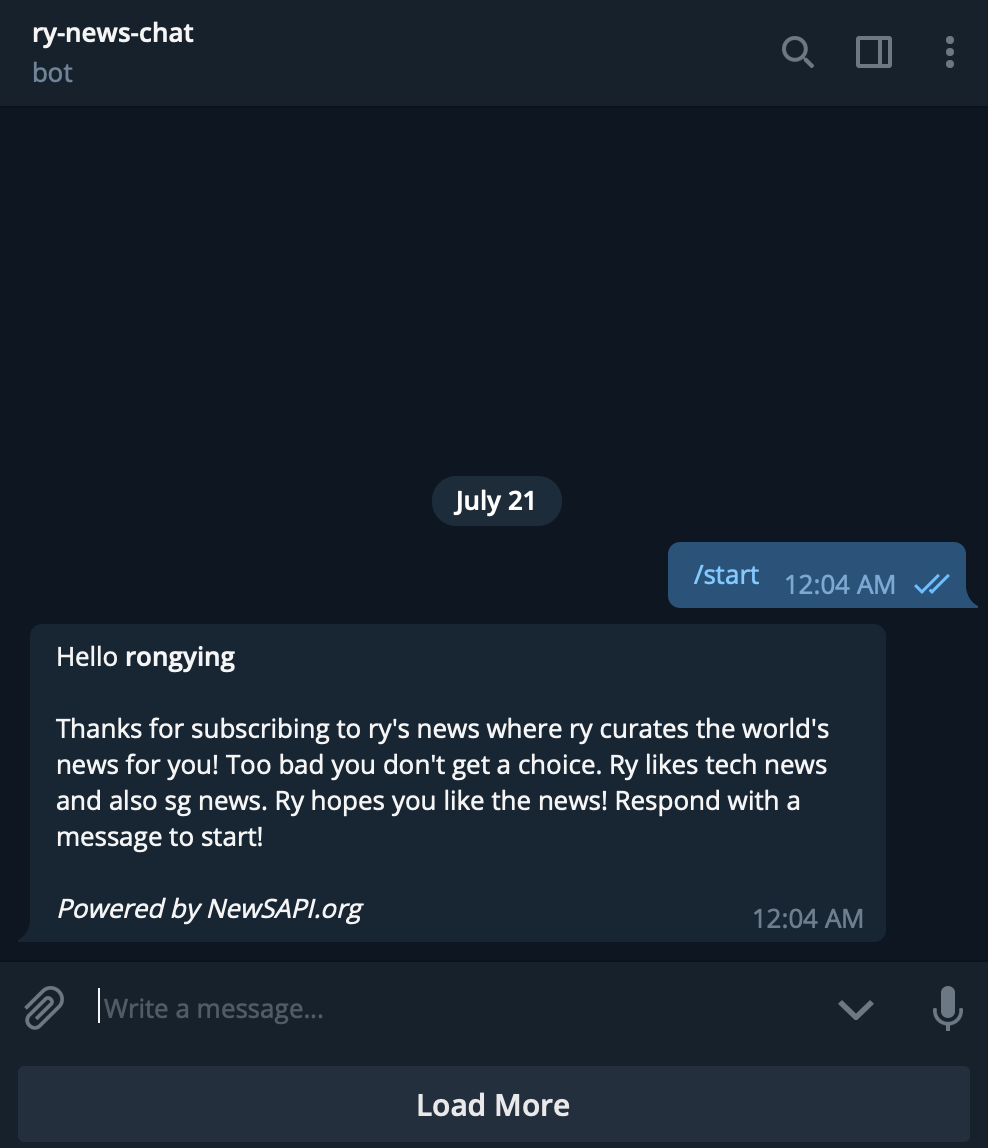 ry-news-chat
bot
July 21
/start 12:04 AM
Hello rongying
Thanks for subscribing to ry's news where ry curates the world's
news for you! Too bad you don't get a choice. Ry likes tech news
and also sg news. Ry hopes you like the news! Respond with a
message to start!
Powered by NewSAPI.org
12:04 AM
Write a message...
Load More